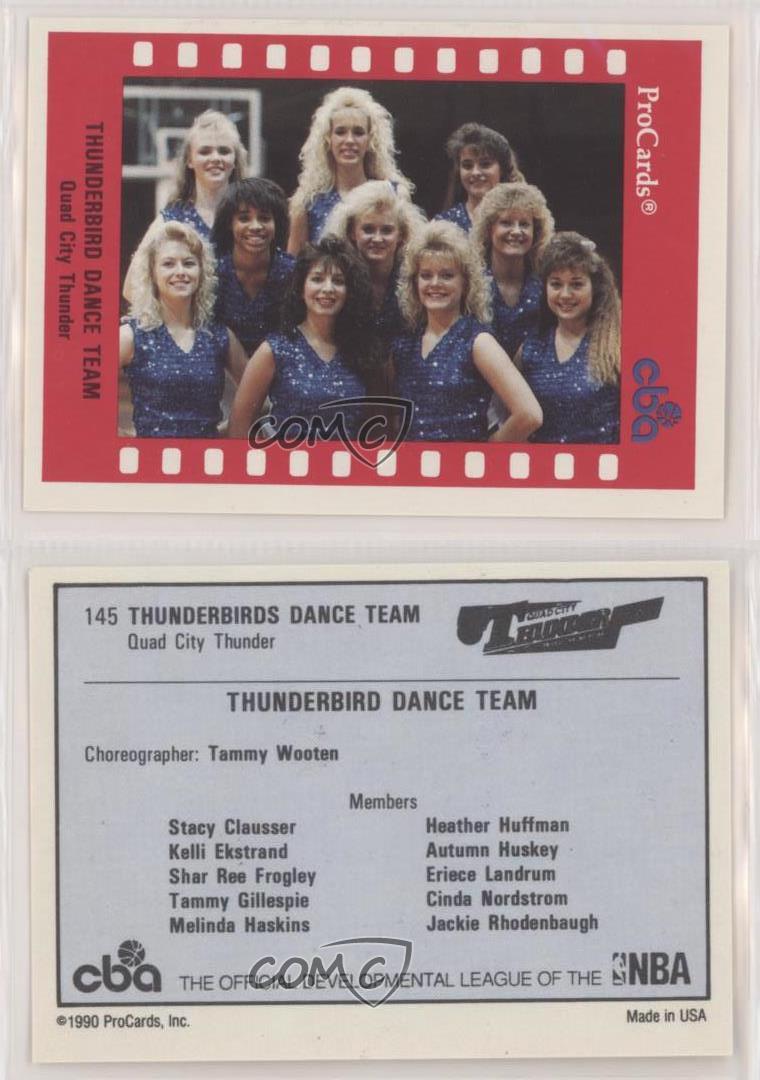 ProCards®
THUNDERBIRD DANCE TEAM
Quad City Thunder
cba
COMC
145 THUNDERBIRDS DANCE TEAM
Quad City Thunder
QUAD CITY
THUNDER
THUNDERBIRD DANCE TEAM
Choreographer: Tammy Wooten
Members
Stacy Clausser
Kelli Ekstrand
Shar Ree Frogley
Tammy Gillespie
Melinda Haskins
Heather Huffman
Autumn Huskey
Eriece Landrum
Cinda Nordstrom
Jackie Rhodenbaugh
cba THE OFFICIAL DEVELOPMENTAL LEAGUE OF THE NBA
COMC
©1990 ProCards, Inc. Made in USA